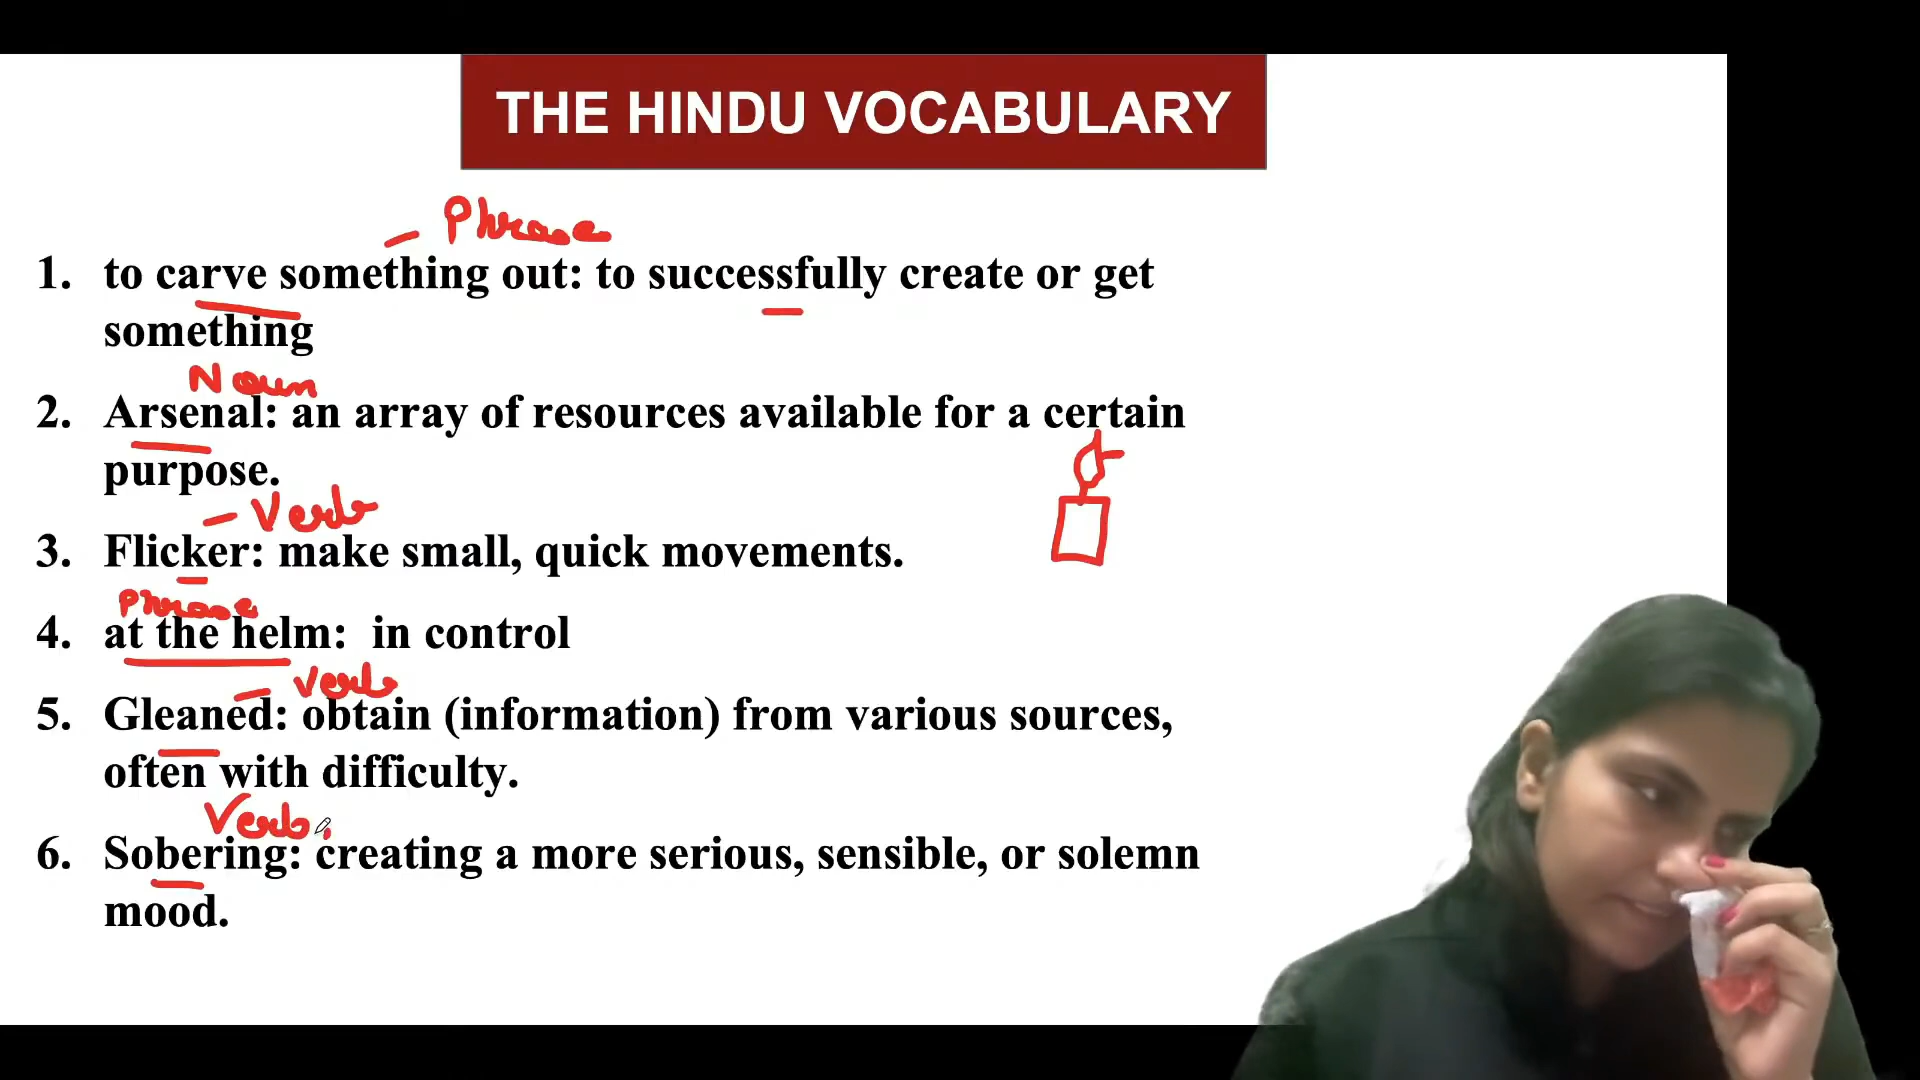 THE HINDU VOCABULARY
– Phrase
1. to carve something out: to successfully create or get
something
Noun
2. Arsenal: an array of resources available for a certain
purpose.
– Verb
3. Flicker: make small, quick movements.
Phrase
4. at the helm: in control
– Verb
5. Gleaned: obtain (information) from various sources,
often with difficulty.
Verb.
6. Sobering: creating a more serious, sensible, or solemn
mood.